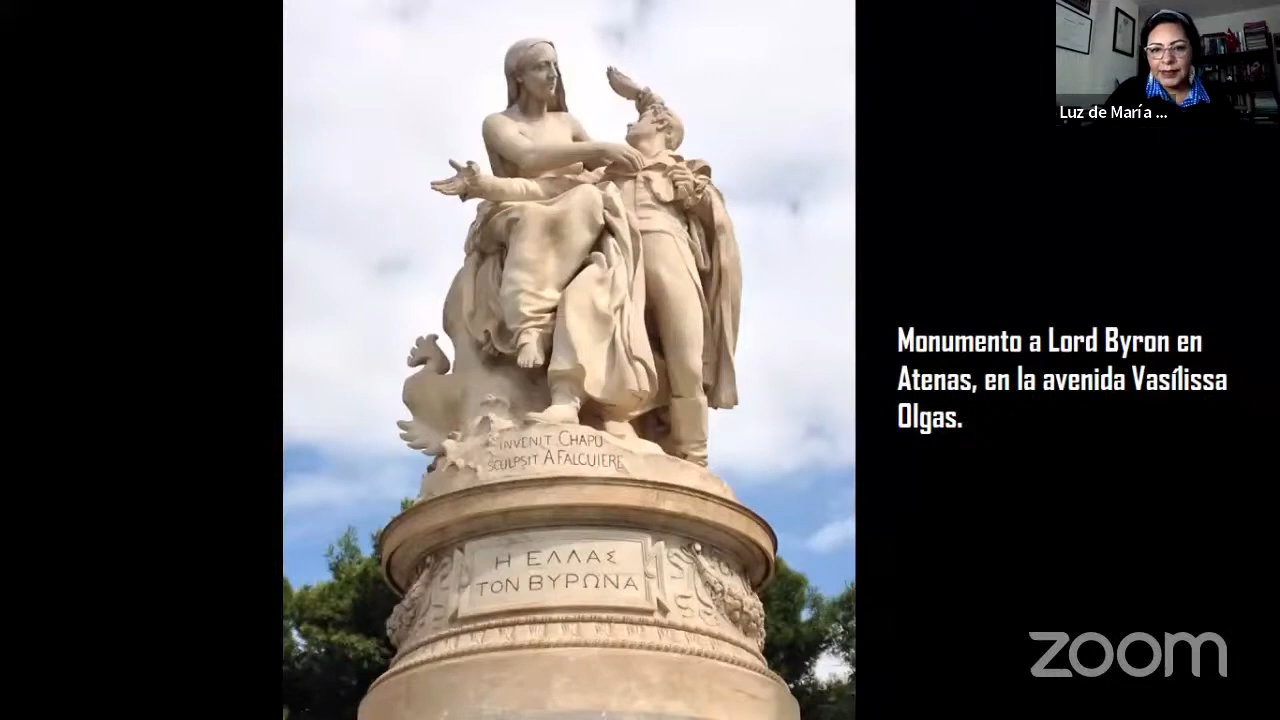 Luz de María ...
INVENIT CHAPU
SCULPSIT A FALGUIERE
Η ΕΛΛΑΣ
ΤΟΝ ΒΥΡΩΝΑ
Monumento a Lord Byron en
Atenas, en la avenida Vasílissa
Olgas.
zoom